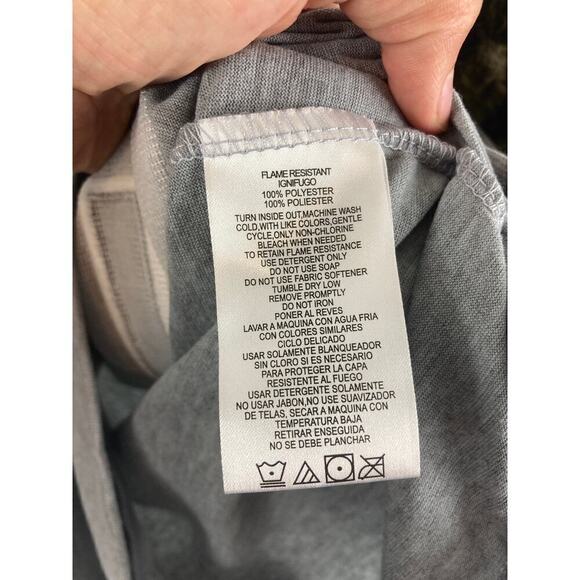 FLAME RESISTANT
IGNIFUGO
100% POLYESTER
100% POLIESTER
TURN INSIDE OUT,MACHINE WASH
COLD,WITH LIKE COLORS,GENTLE
CYCLE,ONLY NON-CHLORINE
BLEACH WHEN NEEDED
TO RETAIN FLAME RESISTANCE
USE DETERGENT ONLY
DO NOT USE SOAP
DO NOT USE FABRIC SOFTENER
TUMBLE DRY LOW
REMOVE PROMPTLY
DO NOT IRON
PONER AL REVES
LAVAR A MAQUINA CON AGUA FRIA
CON COLORES SIMILARES
CICLO DELICADO
USAR SOLAMENTE BLANQUEADOR
SIN CLORO SI ES NECESARIO
PARA PROTEGER LA CAPA
RESISTENTE AL FUEGO
USAR DETERGENTE SOLAMENTE
NO USAR JABON,NO USE SUAVIZADOR
DE TELAS, SECAR A MAQUINA CON
TEMPERATURA BAJA
RETIRAR ENSEGUIDA
NO SE DEBE PLANCHAR